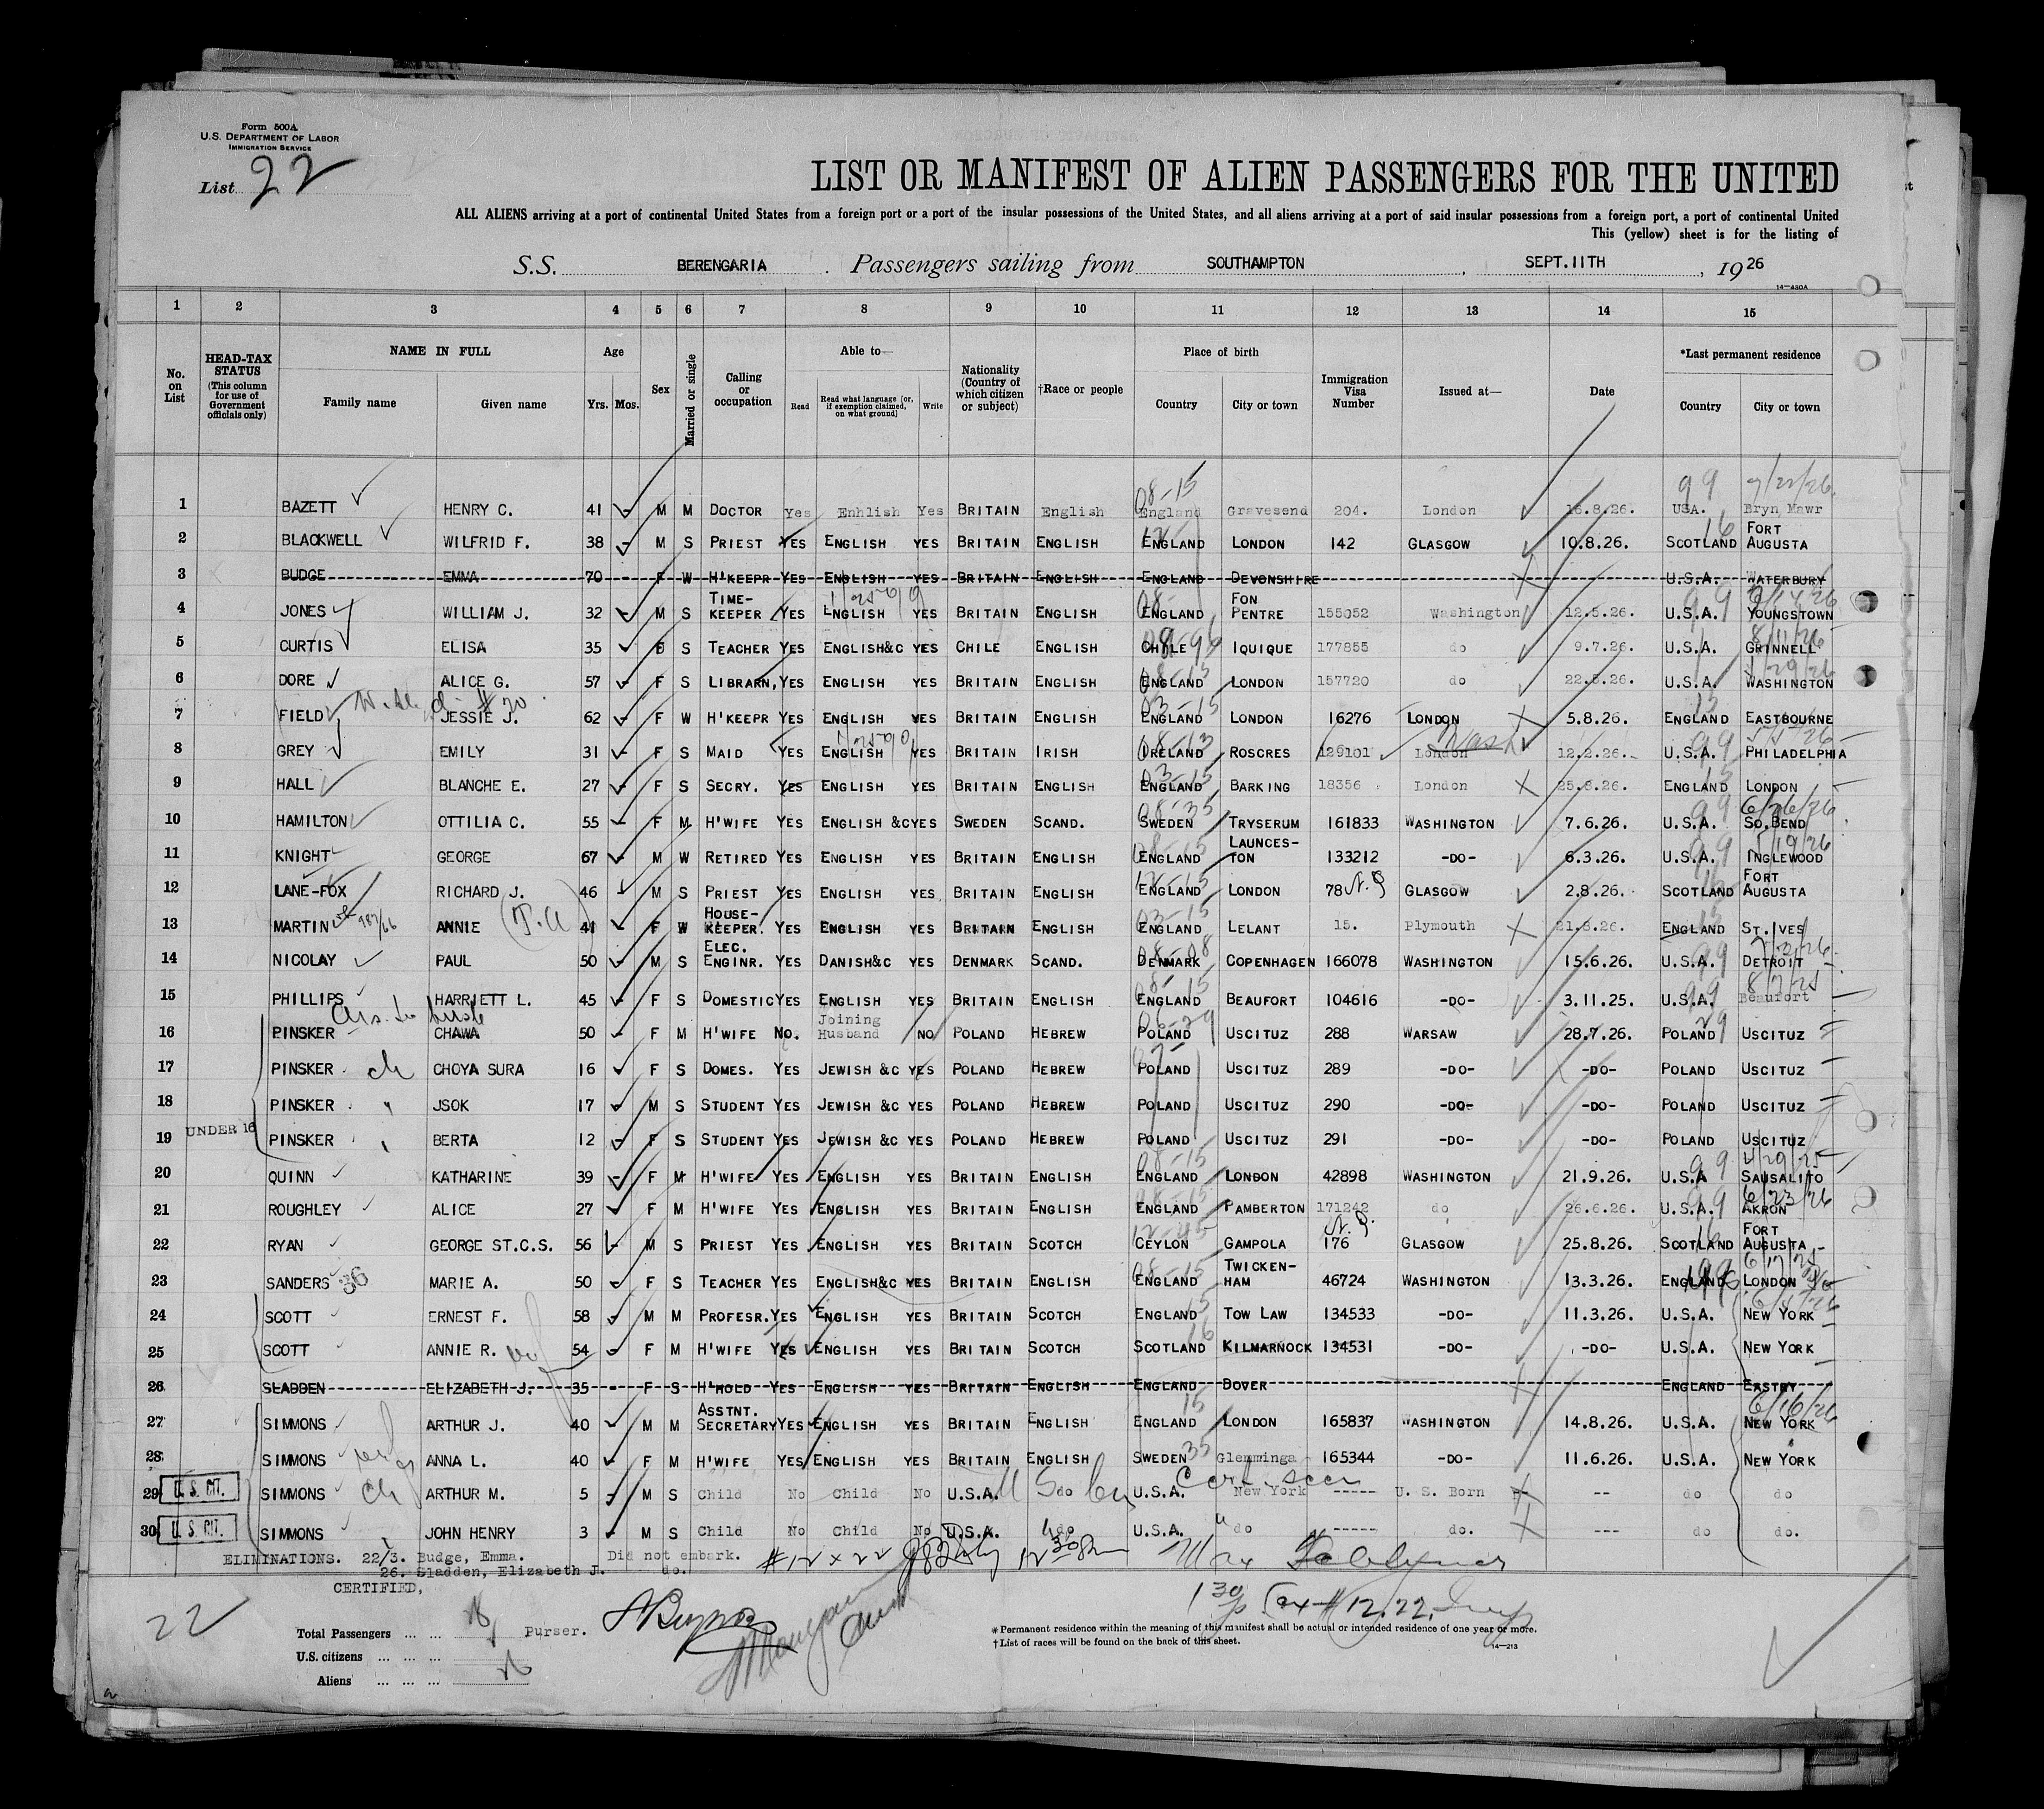 Form 500A
U.S. DEPARTMENT OF LABOR
IMMIGRATION SERVICE
List 22
LIST OR MANIFEST OF ALIEN PASSENGERS FOR THE UNITED
ALL ALIENS arriving at a port of continental United States from a foreign port or a port of the insular possessions of the United States, and all aliens arriving at a port of said insular possessions from a foreign port, a port of continental United
This (yellow) sheet is for the listing of
S.S. BERENGARIA. Passengers sailing from SOUTHAMPTON, SEPT.11TH, 1926
14—430A
1 2 3 4 5 6 7 8 9 10 11 12 13 14 15
No. on List
HEAD-TAX STATUS (This column for use of Government officials only)
NAME IN FULL
Family name Given name
Age
Yrs. Mos.
Sex
Married or single
Calling or occupation
Able to—
Read Read what language (or, if exemption claimed, on what ground) Write
Nationality (Country of which citizen or subject)
†Race or people
Place of birth
Country City or town
Immigration Visa Number
Issued at—
Date
*Last permanent residence
Country City or town
08-15 99 9/22/26.
1 BAZETT HENRY C. 41 - M M DOCTOR Yes Enhlish Yes BRITAIN English England Gravesend 204. London 16.8.26. USA. Bryn Mawr
2 BLACKWELL WILFRID F. 38 - M S PRIEST YES ENGLISH YES BRITAIN ENGLISH ENGLAND LONDON 142 GLASGOW 10.8.26. SCOTLAND FORT AUGUSTA
3 BUDGE EMMA 70 - F W H'KEEPR YES ENGLISH YES BRITAIN ENGLISH ENGLAND DEVONSHIRE U.S.A. WATERBURY
4 JONES WILLIAM J. 32 - M S TIME-KEEPER YES ENGLISH YES BRITAIN ENGLISH ENGLAND FON PENTRE 155052 Washington 12.5.26. U.S.A. YOUNGSTOWN
5 CURTIS ELISA 35 S TEACHER YES ENGLISH&C YES CHILE ENGLISH CHILE IQUIQUE 177855 do 9.7.26. U.S.A. GRINNELL
6 DORE ALICE G. 57 - F S LIBRARN, YES ENGLISH YES BRITAIN ENGLISH ENGLAND LONDON 157720 do 22.5.26. U.S.A. WASHINGTON
7 FIELD JESSIE J. 62 - F W H'KEEPR YES ENGLISH YES BRITAIN ENGLISH ENGLAND LONDON 16276 LONDON 5.8.26. ENGLAND EASTBOURNE
8 GREY EMILY 31 - F S MAID YES ENGLISH YES BRITAIN IRISH IRELAND ROSCRES 129101 London Wash 12.2.26. U.S.A. PHILADELPHIA
9 HALL BLANCHE E. 27 - F S SECRY. YES ENGLISH YES BRITAIN ENGLISH ENGLAND BARKING 18356 London 25.8.26. ENGLAND LONDON
10 HAMILTON OTTILIA C. 55 - F M H'WIFE YES ENGLISH &C YES SWEDEN SCAND. SWEDEN TRYSERUM 161833 WASHINGTON 7.6.26. U.S.A. SO.BEND
11 KNIGHT GEORGE 67 - M W RETIRED YES ENGLISH YES BRITAIN ENGLISH ENGLAND LAUNCES-TON 133212 -DO- 6.3.26. U.S.A. INGLEWOOD
12 LANE-FOX RICHARD J. 46 M S PRIEST YES ENGLISH YES BRITAIN ENGLISH ENGLAND LONDON 78 GLASGOW 2.8.26. SCOTLAND FORT AUGUSTA
13 MARTIN ANNIE 41 - F W HOUSE-KEEPER. YES ENGLISH YES BRITAIN ENGLISH ENGLAND LELANT 15. Plymouth 21.8.26. ENGLAND ST.IVES
14 NICOLAY PAUL 50 - M S ELEC. ENGINR. YES DANISH&C YES DENMARK SCAND. DENMARK COPENHAGEN 166078 WASHINGTON 15.6.26. U.S.A. DETROIT
15 PHILLIPS HARRIETT L. 45 - F S DOMESTIC YES ENGLISH YES BRITAIN ENGLISH ENGLAND BEAUFORT 104616 -DO- 3.11.25. U.S.A. Beaufort
16 PINSKER CHAWA 50 - F M H'WIFE No. Joining Husband NO POLAND HEBREW POLAND USCITUZ 288 WARSAW 28.7.26. POLAND USCITUZ
17 PINSKER ch CHOYA SURA 16 F S DOMES. YES JEWISH &C YES POLAND HEBREW POLAND USCITUZ 289 -DO- -DO- POLAND USCITUZ
18 PINSKER JSOK 17 - M S STUDENT YES JEWISH &C YES POLAND HEBREW POLAND USCITUZ 290 -DO- -DO- POLAND USCITUZ
19 UNDER 16 PINSKER BERTA 12 - F S STUDENT YES JEWISH &C YES POLAND HEBREW POLAND USCITUZ 291 -DO- -DO- POLAND USCITUZ
20 QUINN KATHARINE 39 - F M H'WIFE YES ENGLISH YES BRITAIN ENGLISH ENGLAND LONDON 42898 WASHINGTON 21.9.26. U.S.A SAUSALITO
21 ROUGHLEY ALICE 27 - F M H'WIFE YES ENGLISH YES BRITAIN ENGLISH ENGLAND PAMBERTON 171242 do 26.6.26. U.S.A. AKRON
22 RYAN GEORGE ST.C.S. 56 - M S PRIEST YES ENGLISH YES BRITAIN SCOTCH CEYLON GAMPOLA 176 GLASGOW 25.8.26. SCOTLAND FORT AUGUSTA
23 SANDERS 36 MARIE A. 50 - F S TEACHER YES ENGLISH&C YES BRITAIN ENGLISH ENGLAND TWICKEN-HAM 46724 WASHINGTON 13.3.26. ENGLAND LONDON
24 SCOTT ERNEST F. 58 - M M PROFESR. YES ENGLISH YES BRITAIN SCOTCH ENGLAND TOW LAW 134533 -DO- 11.3.26. U.S.A. NEW YORK
25 SCOTT ANNIE R. 54 - F M H'WIFE YES ENGLISH YES BRITAIN SCOTCH SCOTLAND KILMARNOCK 134531 -DO- -DO- U.S.A. NEW YORK
26 SLADDEN ELIZABETH J. 35 - F S H'HOLD YES ENGLISH YES BRITAIN ENGLISH ENGLAND DOVER ENGLAND EASTRY
27 SIMMONS ARTHUR J. 40 - M M ASSTNT. SECRETARY YES ENGLISH YES BRITAIN ENGLISH ENGLAND LONDON 165837 WASHINGTON 14.8.26. U.S.A. NEW YORK
28 SIMMONS ANNA L. 40 - F M H'WIFE YES ENGLISH YES BRITAIN ENGLISH SWEDEN Glemminga 165344 -DO- 11.6.26. U.S.A. NEW YORK
29 U.S. CIT. SIMMONS ch ARTHUR M. 5 - M S Child No Child No U.S.A. do U.S.A. New York ----- U. S. Born -- do do
30 U.S. CIT. SIMMONS JOHN HENRY 3 - M S Child No Child No U.S.A. do U.S.A. do ----- do. --- do do.
ELIMINATIONS. 22/3. Budge, Emma. Did not embark.
26. Sladden, Elizabeth J. do.
CERTIFIED,
22
Total Passengers ... ... Purser.
U.S. citizens ... ... ...
Aliens ... ... ...
*Permanent residence within the meaning of this manifest shall be actual or intended residence of one year or more.
†List of races will be found on the back of this sheet. 14—213